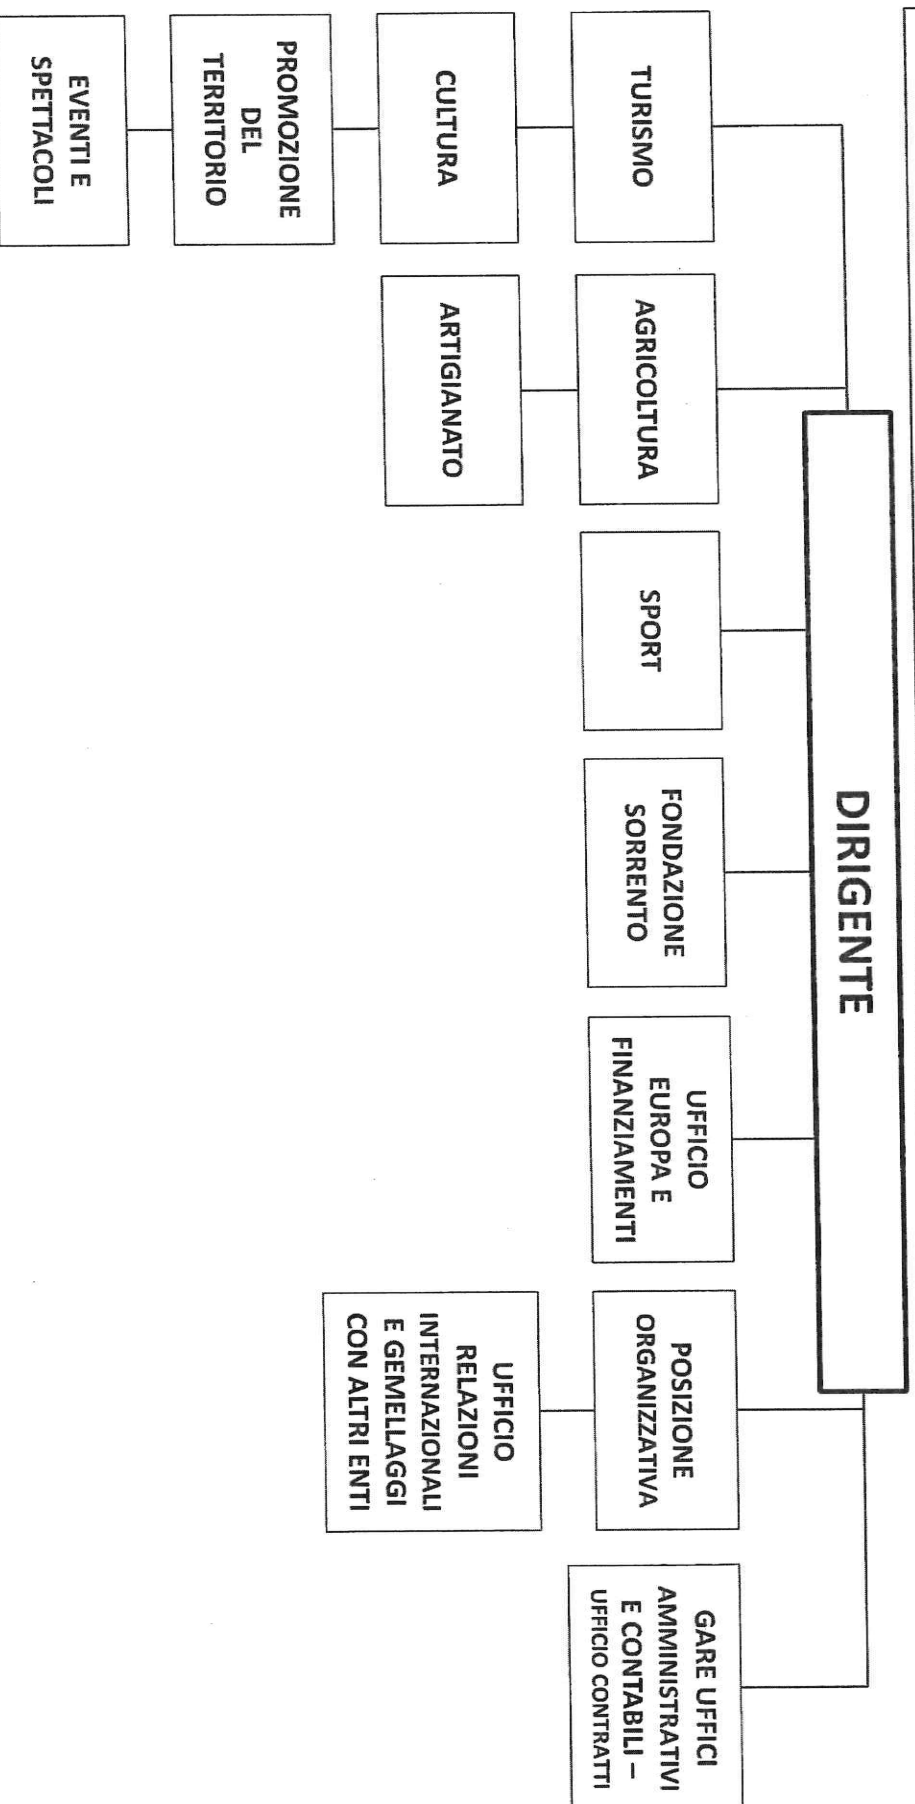 DIRIGENTE
TURISMO
CULTURA
PROMOZIONE
DEL
TERRITORIO
EVENTI E
SPETTACOLI
AGRICOLTURA
ARTIGIANATO
SPORT
FONDAZIONE
SORRENTO
UFFICIO
EUROPA E
FINANZIAMENTI
POSIZIONE
ORGANIZZATIVA
UFFICIO
RELAZIONI
INTERNAZIONALI
E GEMELLAGGI
CON ALTRI ENTI
GARE UFFICI
AMMINISTRATIVI
E CONTABILI –
UFFICIO CONTRATTI